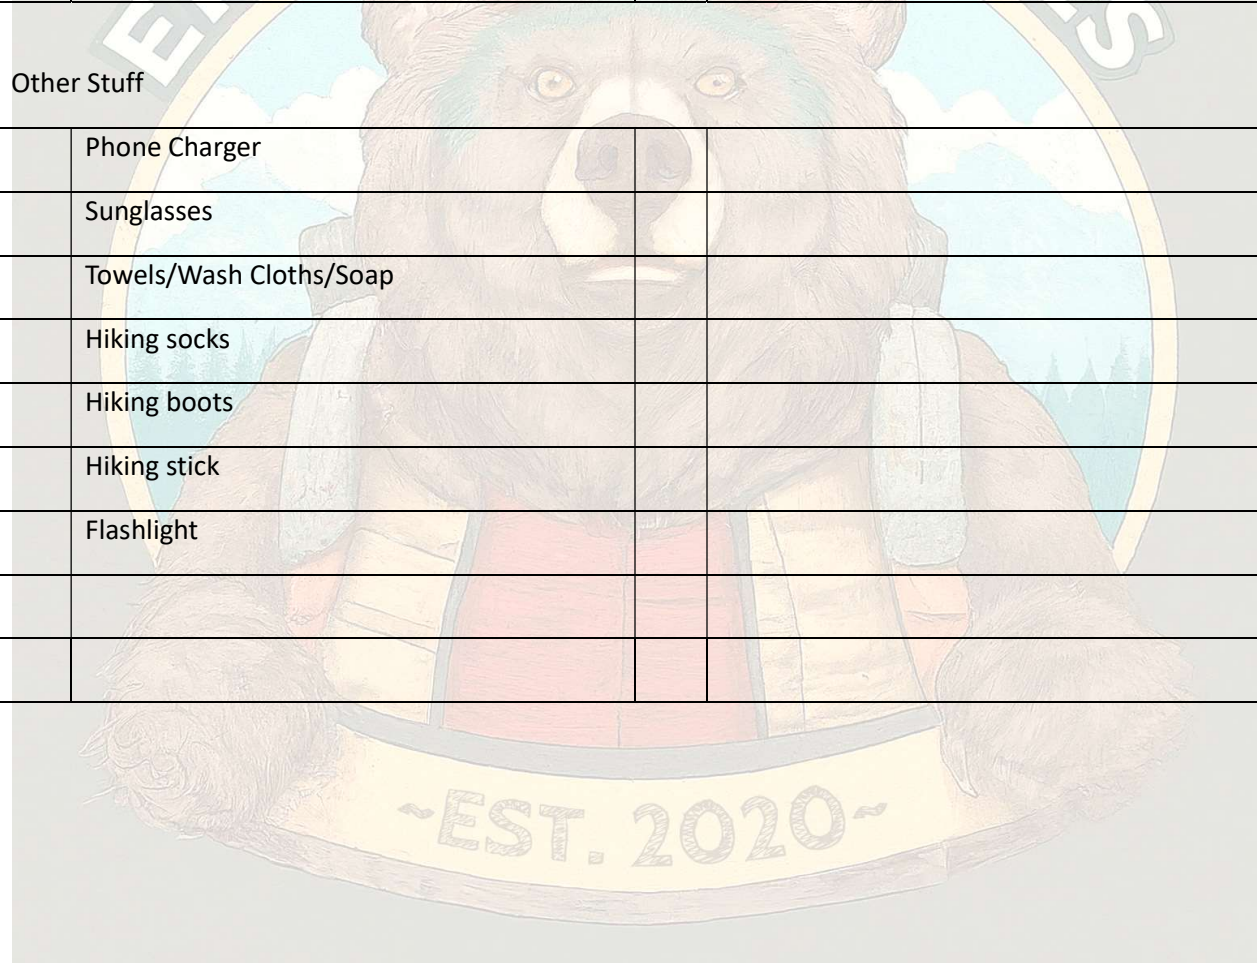 Other Stuff
Phone Charger
Sunglasses
Towels/Wash Cloths/Soap
Hiking socks
Hiking boots
Hiking stick
Flashlight
~EST. 2020~